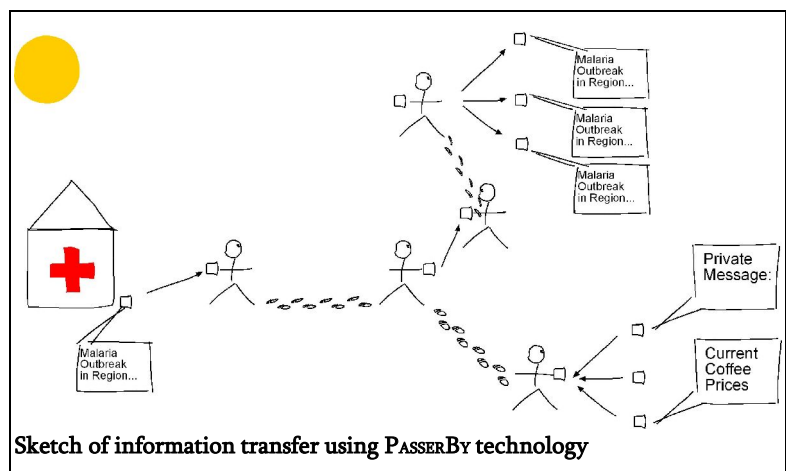 Malaria
Outbreak
in Region...
Malaria
Outbreak
in Region...
Malaria
Outbreak
in Region...
Private
Message:
Malaria
Outbreak
in Region...
Current
Coffee
Prices
Sketch of information transfer using PASSERBY technology